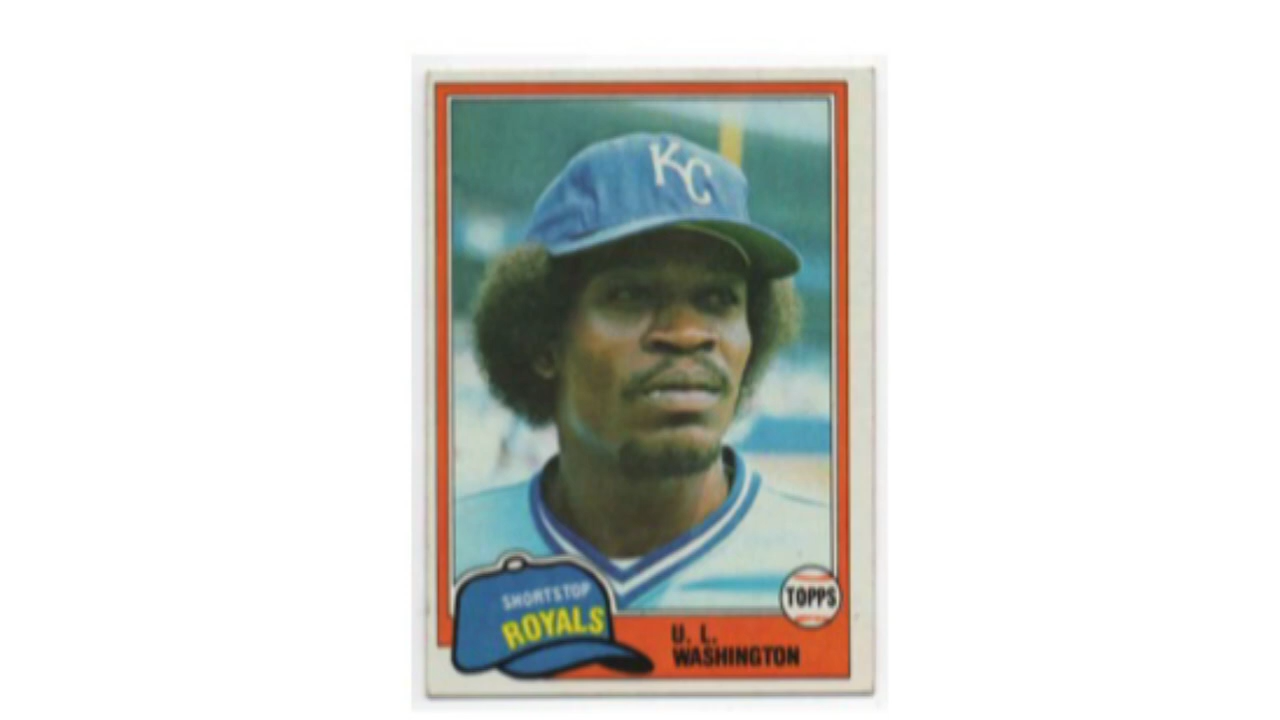 KC
SHORTSTOP
ROYALS
TOPPS
U. L.
WASHINGTON